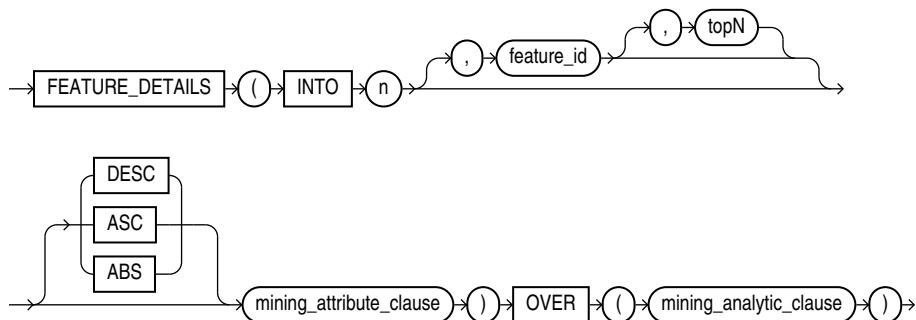 , topN
, feature_id
FEATURE_DETAILS ( INTO n
DESC
ASC
ABS
mining_attribute_clause ) OVER ( mining_analytic_clause )